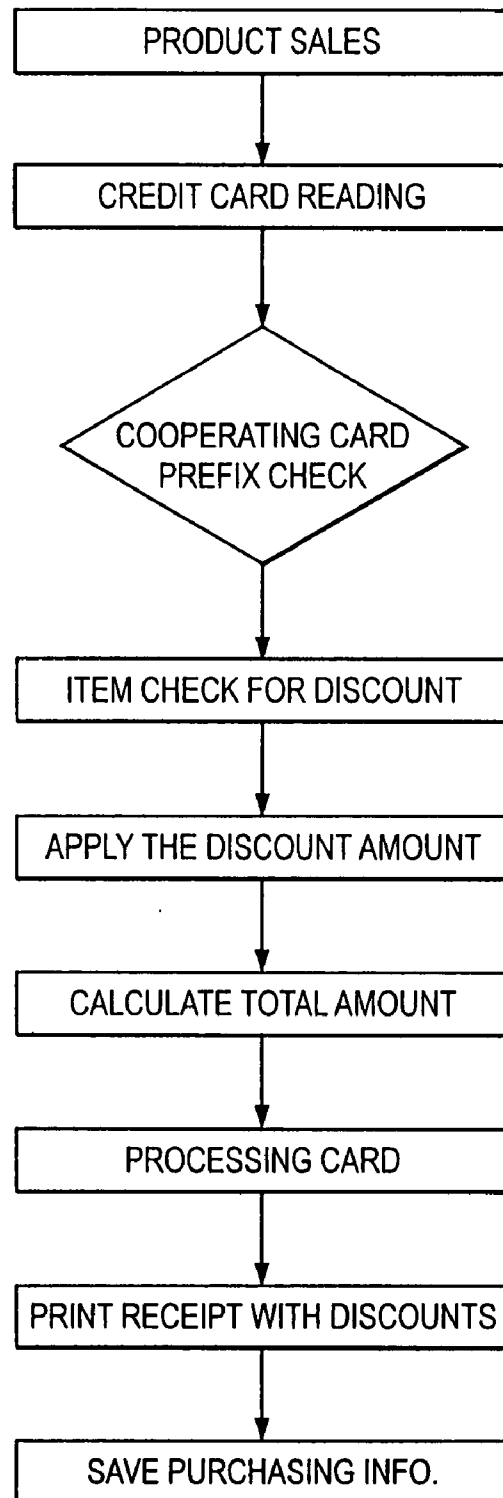 PRODUCT SALES
CREDIT CARD READING
COOPERATING CARD
PREFIX CHECK
ITEM CHECK FOR DISCOUNT
APPLY THE DISCOUNT AMOUNT
CALCULATE TOTAL AMOUNT
PROCESSING CARD
PRINT RECEIPT WITH DISCOUNTS
SAVE PURCHASING INFO.